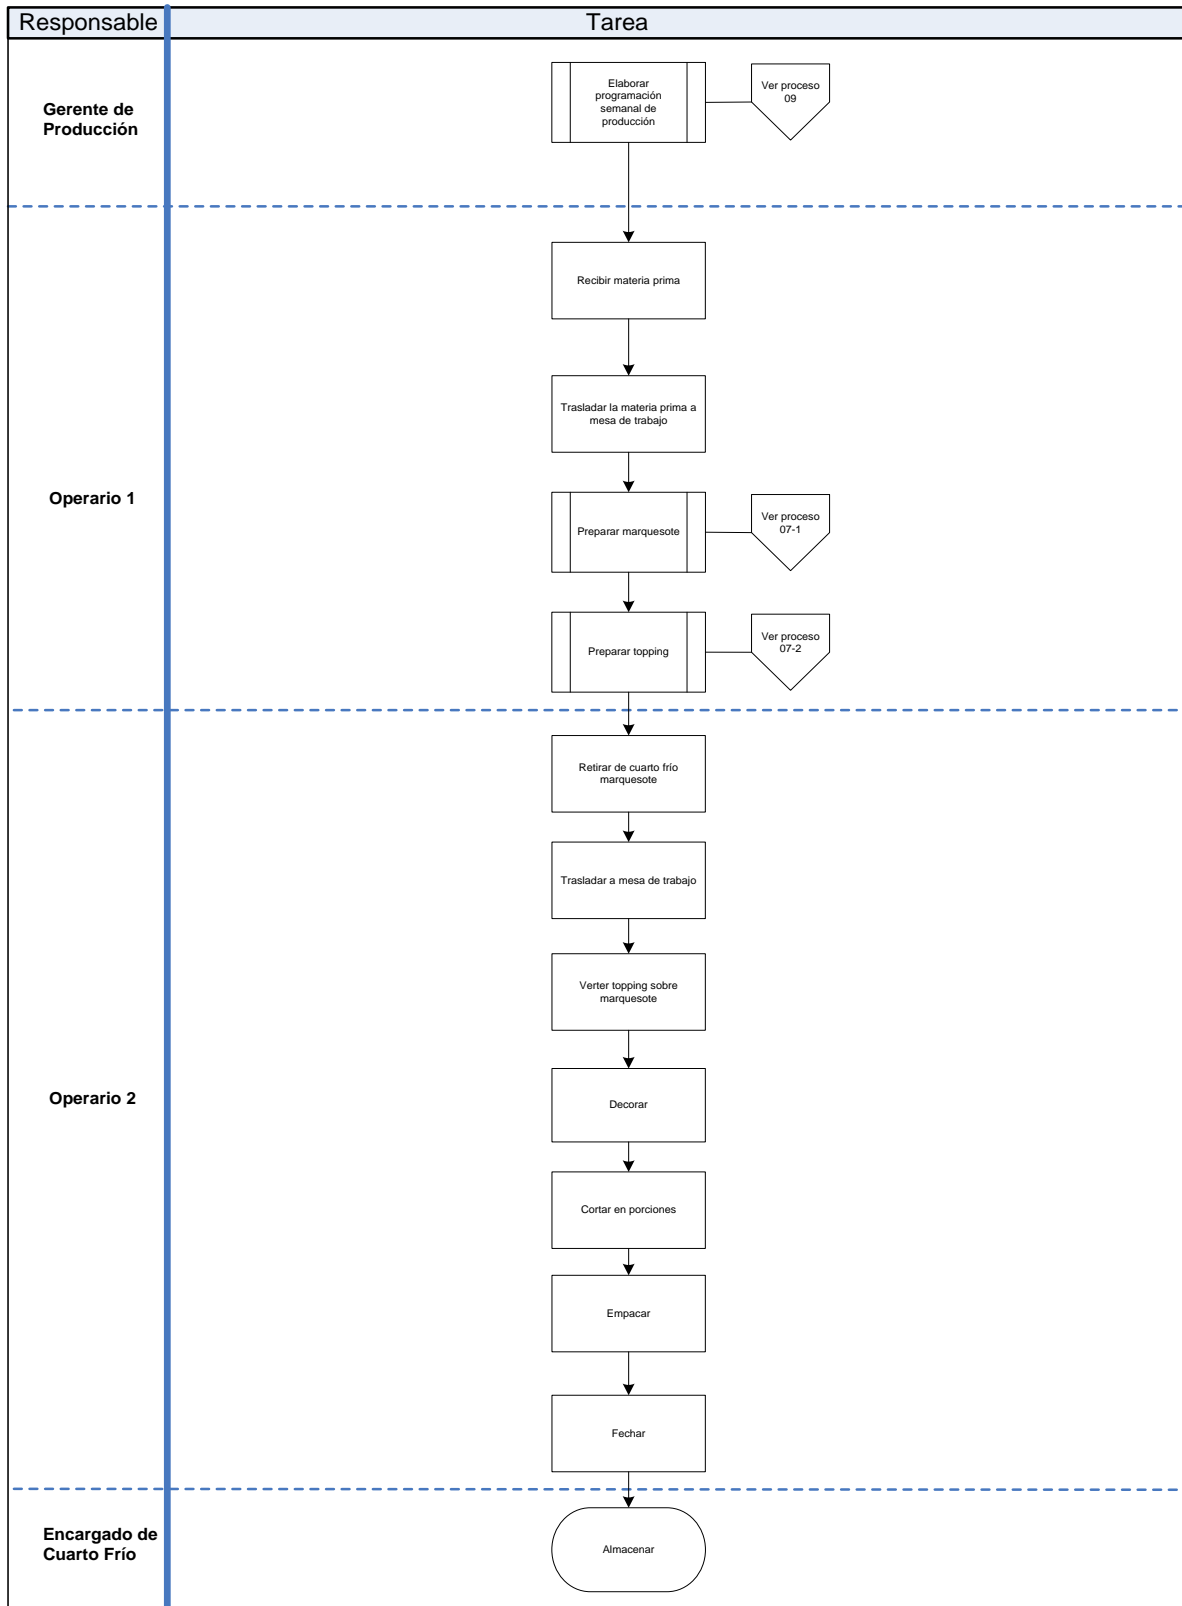 Responsable
Tarea
Gerente de
Producción
Elaborar
programación
semanal de
producción
Ver proceso
09
Operario 1
Recibir materia prima
Trasladar la materia prima a
mesa de trabajo
Preparar marquesote
Ver proceso
07-1
Preparar topping
Ver proceso
07-2
Operario 2
Retirar de cuarto frío
marquesote
Trasladar a mesa de trabajo
Verter topping sobre
marquesote
Decorar
Cortar en porciones
Empacar
Fechar
Encargado de
Cuarto Frío
Almacenar